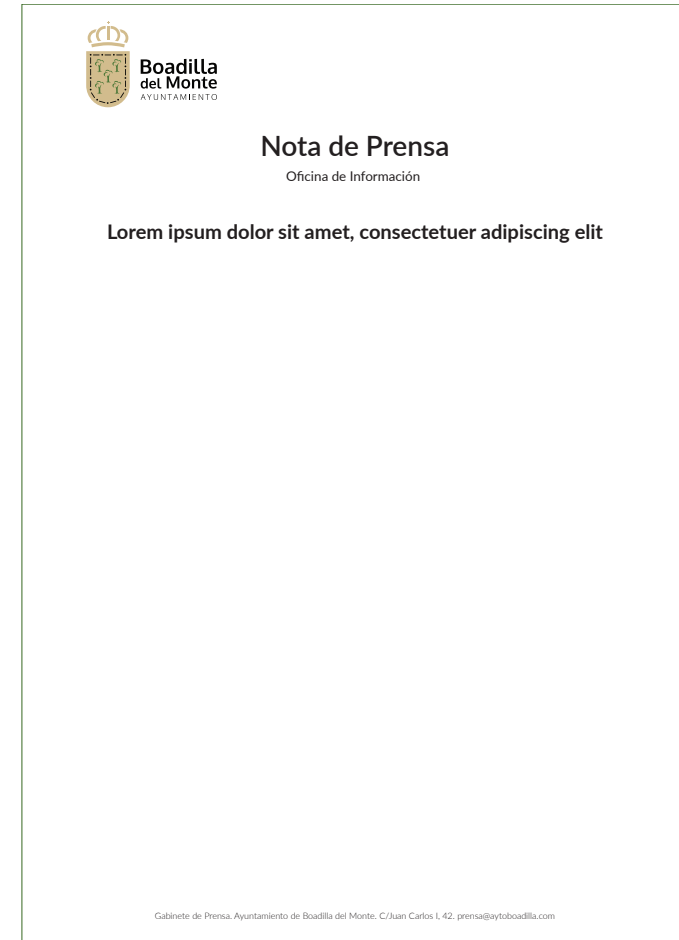 Boadilla
del Monte
AYUNTAMIENTO
Nota de Prensa
Oficina de Información
Lorem ipsum dolor sit amet, consectetuer adipiscing elit
Gabinete de Prensa. Ayuntamiento de Boadilla del Monte. C/Juan Carlos I, 42. prensa@aytoboadilla.com